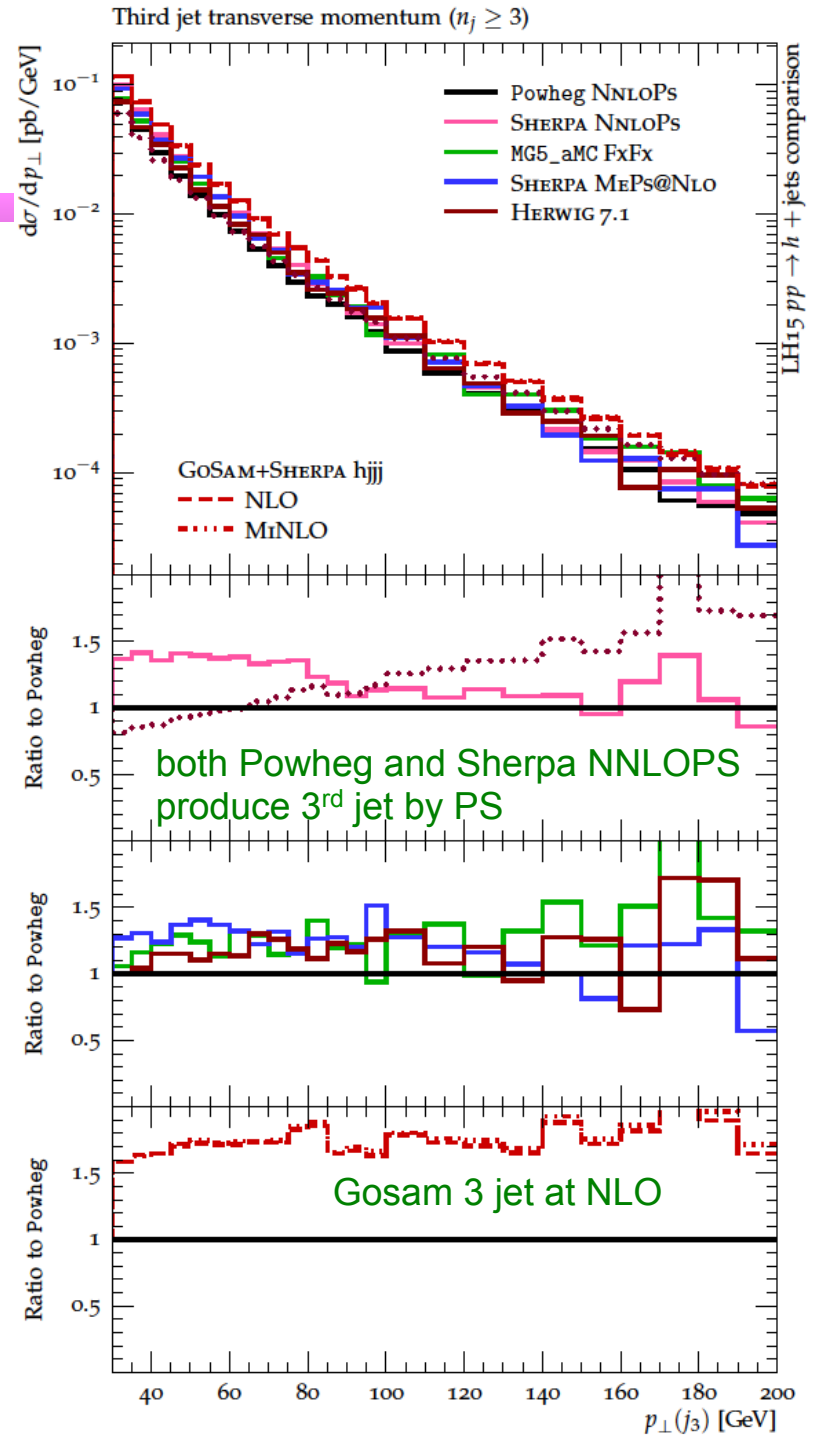 Third jet transverse momentum (nⱼ ≥ 3)
dσ/dp⊥ [pb/GeV]
10⁻¹
10⁻²
10⁻³
10⁻⁴
Powheg NNLOPS
SHERPA NNLOPS
MG5_aMC FxFx
SHERPA MEPS@NLO
HERWIG 7.1
LH15 pp → h + jets comparison
GOSAM+SHERPA hjjj
NLO
MINLO
Ratio to Powheg
1.5
1
0.5
both Powheg and Sherpa NNLOPS
produce 3rd jet by PS
Ratio to Powheg
1.5
1
0.5
Ratio to Powheg
1.5
1
0.5
Gosam 3 jet at NLO
40 60 80 100 120 140 160 180 200
p⊥(j₃) [GeV]